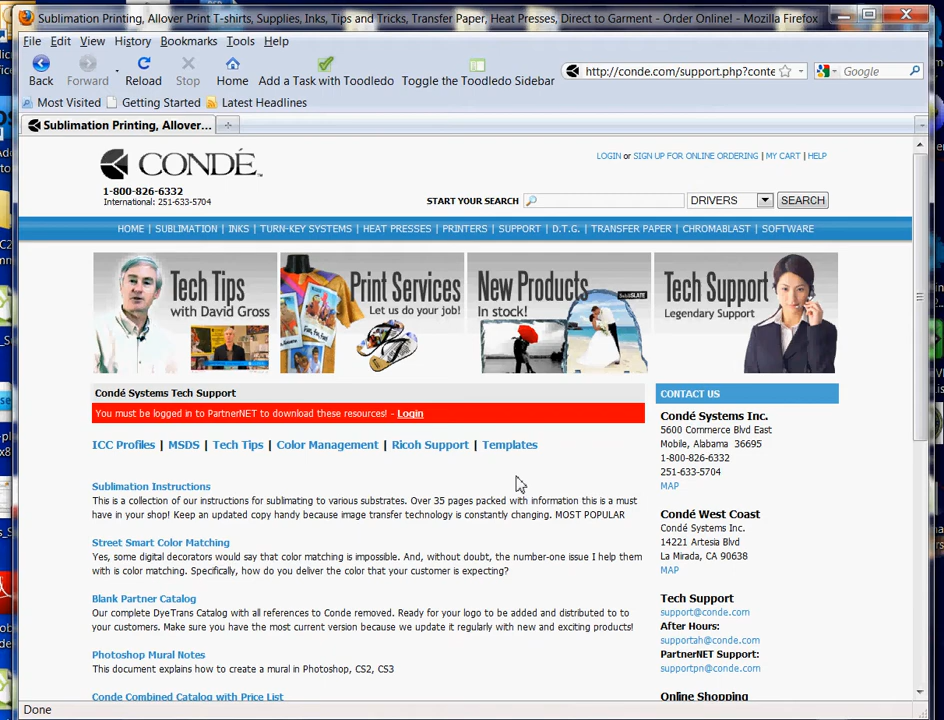 Sublimation Printing, Allover Print T-shirts, Supplies, Inks, Tips and Tricks, Transfer Paper, Heat Presses, Direct to Garment - Order Online! - Mozilla Firefox
File Edit View History Bookmarks Tools Help
Back Forward Reload Stop Home Add a Task with Toodledo Toggle the Toodledo Sidebar http://conde.com/support.php?conte Google
Most Visited Getting Started Latest Headlines
Sublimation Printing, Allover...
CONDÉ
LOGIN or SIGN UP FOR ONLINE ORDERING | MY CART | HELP
1-800-826-6332
International: 251-633-5704
START YOUR SEARCH DRIVERS SEARCH
HOME | SUBLIMATION | INKS | TURN-KEY SYSTEMS | HEAT PRESSES | PRINTERS | SUPPORT | D.T.G. | TRANSFER PAPER | CHROMABLAST | SOFTWARE
Tech Tips
with David Gross
Print Services
Let us do your job!
New Products
In stock!
Tech Support
Legendary Support
Condé Systems Tech Support
You must be logged in to PartnerNET to download these resources! - Login
ICC Profiles | MSDS | Tech Tips | Color Management | Ricoh Support | Templates
Sublimation Instructions
This is a collection of our instructions for sublimating to various substrates. Over 35 pages packed with information this is a must
have in your shop! Keep an updated copy handy because image transfer technology is constantly changing. MOST POPULAR
Street Smart Color Matching
Yes, some digital decorators would say that color matching is impossible. And, without doubt, the number-one issue I help them
with is color matching. Specifically, how do you deliver the color that your customer is expecting?
Blank Partner Catalog
Our complete DyeTrans Catalog with all references to Conde removed. Ready for your logo to be added and distributed to to
your customers. Make sure you have the most current version because we update it regularly with new and exciting products!
Photoshop Mural Notes
This document explains how to create a mural in Photoshop, CS2, CS3
Conde Combined Catalog with Price List
CONTACT US
Condé Systems Inc.
5600 Commerce Blvd East
Mobile, Alabama 36695
1-800-826-6332
251-633-5704
MAP
Condé West Coast
Condé Systems Inc.
14221 Artesia Blvd
La Mirada, CA 90638
MAP
Tech Support
support@conde.com
After Hours:
supportah@conde.com
PartnerNET Support:
supportpn@conde.com
Online Shopping
Done